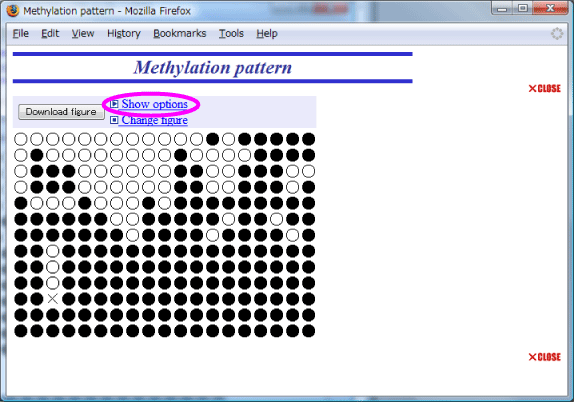 Methylation pattern - Mozilla Firefox
File Edit View History Bookmarks Tools Help
Methylation pattern
CLOSE
Download figure
Show options
Change figure
CLOSE